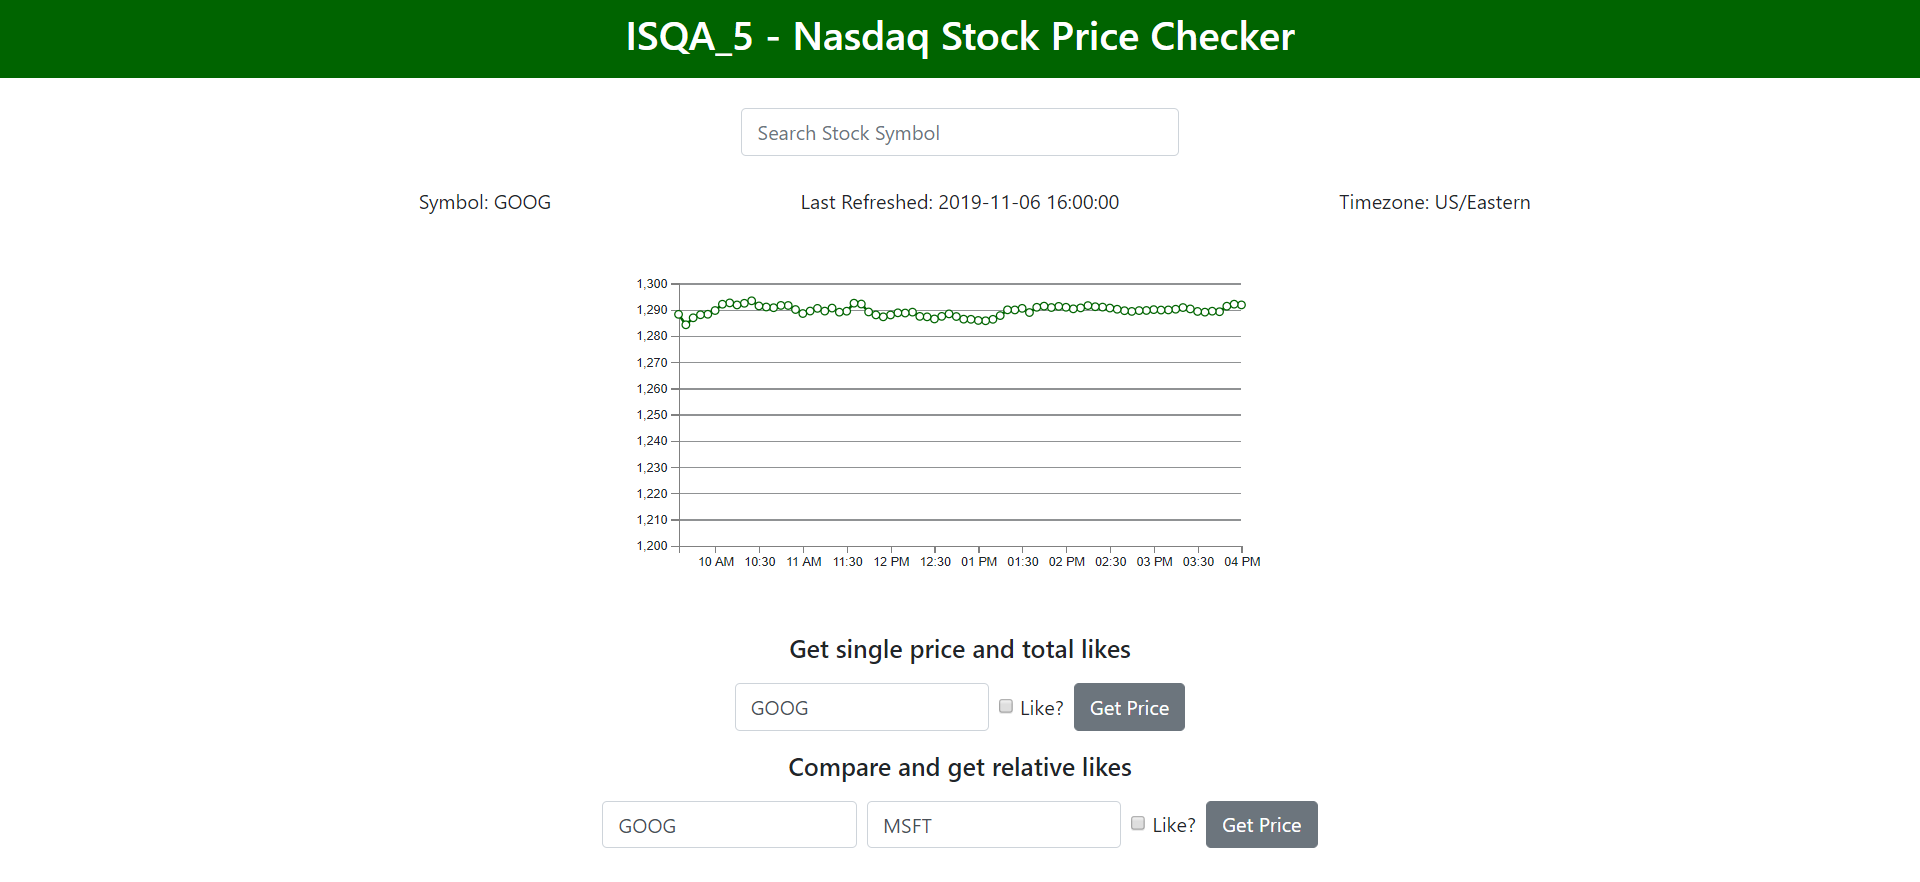 ISQA_5 - Nasdaq Stock Price Checker
Search Stock Symbol
Symbol: GOOG Last Refreshed: 2019-11-06 16:00:00 Timezone: US/Eastern
1,300
1,290
1,280
1,270
1,260
1,250
1,240
1,230
1,220
1,210
1,200
10 AM 10:30 11 AM 11:30 12 PM 12:30 01 PM 01:30 02 PM 02:30 03 PM 03:30 04 PM
Get single price and total likes
GOOG Like? Get Price
Compare and get relative likes
GOOG MSFT Like? Get Price